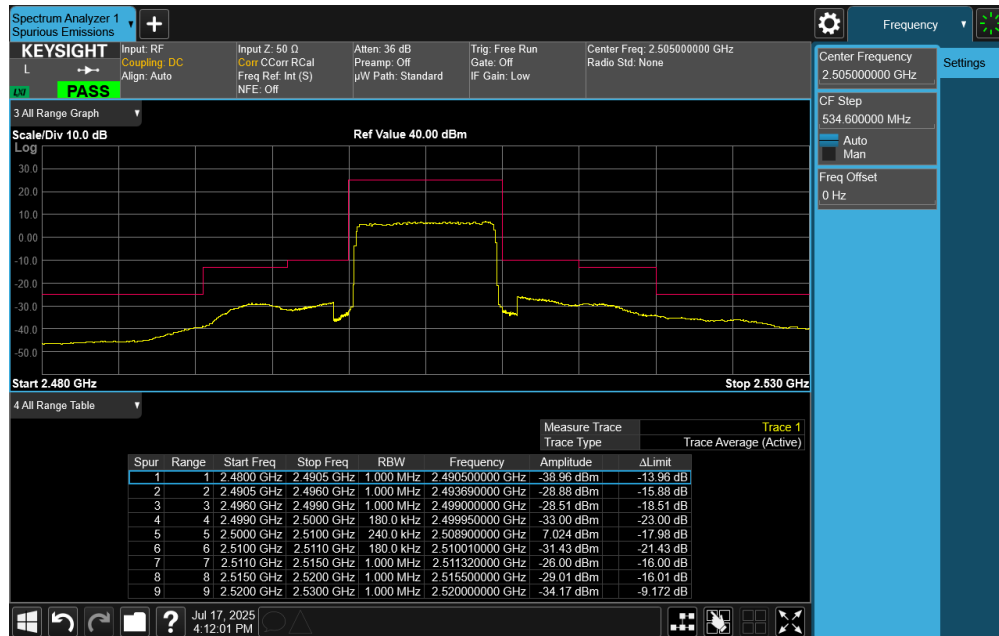 Spectrum Analyzer 1
Spurious Emissions
Frequency
KEYSIGHT
L
LXI
PASS
Input: RF
Coupling: DC
Align: Auto
Input Z: 50 Ω
Corr CCorr RCal
Freq Ref: Int (S)
NFE: Off
Atten: 36 dB
Preamp: Off
µW Path: Standard
Trig: Free Run
Gate: Off
IF Gain: Low
Center Freq: 2.505000000 GHz
Radio Std: None
Center Frequency
2.505000000 GHz
Settings
CF Step
534.600000 MHz
Auto
Man
Freq Offset
0 Hz
3 All Range Graph
Scale/Div 10.0 dB
Ref Value 40.00 dBm
Log
30.0
20.0
10.0
0.00
-10.0
-20.0
-30.0
-40.0
-50.0
Start 2.480 GHz
Stop 2.530 GHz
4 All Range Table
Measure Trace Trace 1
Trace Type Trace Average (Active)
Spur Range Start Freq Stop Freq RBW Frequency Amplitude ΔLimit
1 1 2.4800 GHz 2.4905 GHz 1.000 MHz 2.490500000 GHz -38.96 dBm -13.96 dB
2 2 2.4905 GHz 2.4960 GHz 1.000 MHz 2.493690000 GHz -28.88 dBm -15.88 dB
3 3 2.4960 GHz 2.4990 GHz 1.000 MHz 2.499000000 GHz -28.51 dBm -18.51 dB
4 4 2.4990 GHz 2.5000 GHz 180.0 kHz 2.499950000 GHz -33.00 dBm -23.00 dB
5 5 2.5000 GHz 2.5100 GHz 240.0 kHz 2.508900000 GHz 7.024 dBm -17.98 dB
6 6 2.5100 GHz 2.5110 GHz 180.0 kHz 2.510010000 GHz -31.43 dBm -21.43 dB
7 7 2.5110 GHz 2.5150 GHz 1.000 MHz 2.511320000 GHz -26.00 dBm -16.00 dB
8 8 2.5150 GHz 2.5200 GHz 1.000 MHz 2.515500000 GHz -29.01 dBm -16.01 dB
9 9 2.5200 GHz 2.5300 GHz 1.000 MHz 2.520000000 GHz -34.17 dBm -9.172 dB
?
Jul 17, 2025
4:12:01 PM